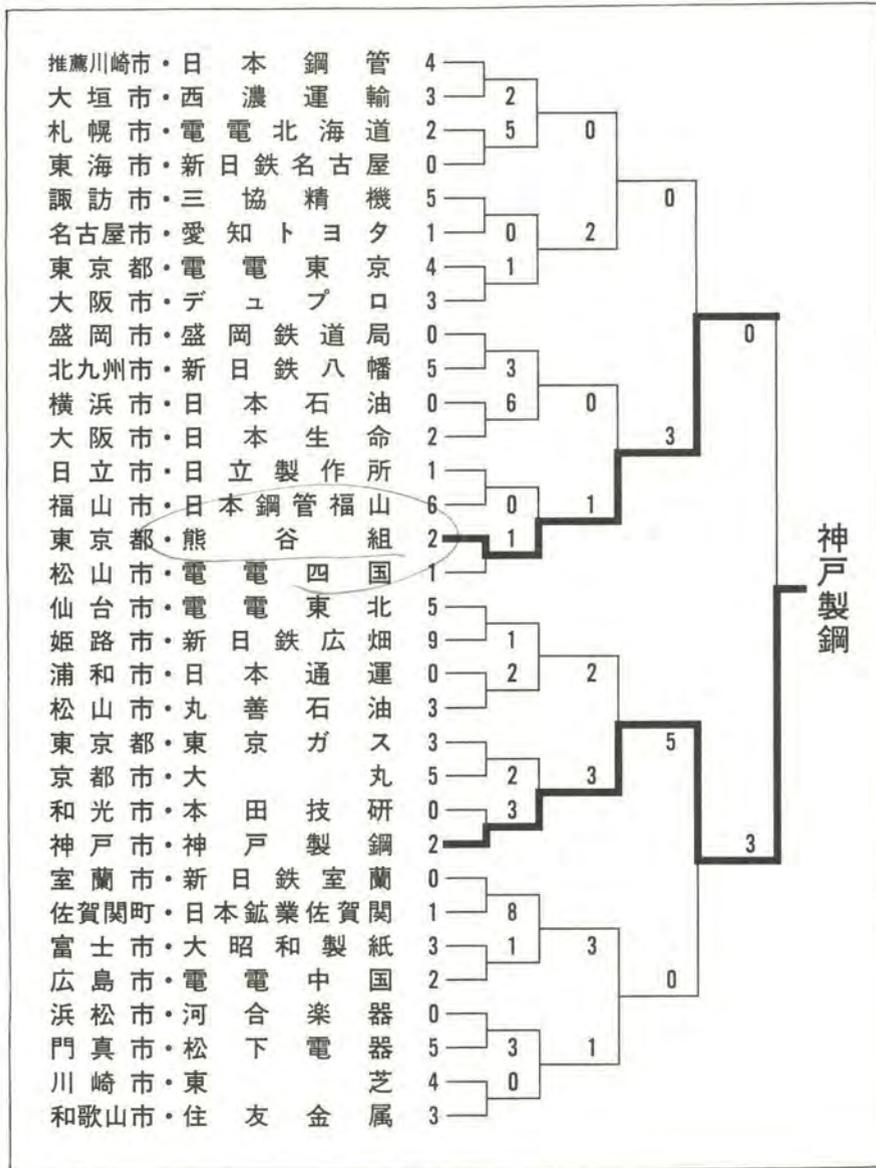 推薦川崎市・日本鋼管 4
大垣市・西濃運輸 3
札幌市・電電北海道 2
東海市・新日鉄名古屋 0
諏訪市・三協精機 5
名古屋市・愛知トヨタ 1
東京都・電電東京 4
大阪市・デュプロ 3
盛岡市・盛岡鉄道局 0
北九州市・新日鉄八幡 5
横浜市・日本石油 0
大阪市・日本生命 2
日立市・日立製作所 1
福山市・日本鋼管福山 6
東京都・熊谷組 2
松山市・電電四国 1
仙台市・電電東北 5
姫路市・新日鉄広畑 9
浦和市・日本通運 0
松山市・丸善石油 3
東京都・東京ガス 3
京都市・大丸 5
和光市・本田技研 0
神戸市・神戸製鋼 2
室蘭市・新日鉄室蘭 0
佐賀関町・日本鉱業佐賀関 1
富士市・大昭和製紙 3
広島市・電電中国 2
浜松市・河合楽器 0
門真市・松下電器 5
川崎市・東芝 4
和歌山市・住友金属 3
2
5
0
1
3
6
0
1
1
2
2
3
8
1
3
0
0
2
0
1
2
3
3
1
0
3
5
0
0
3
神戸製鋼